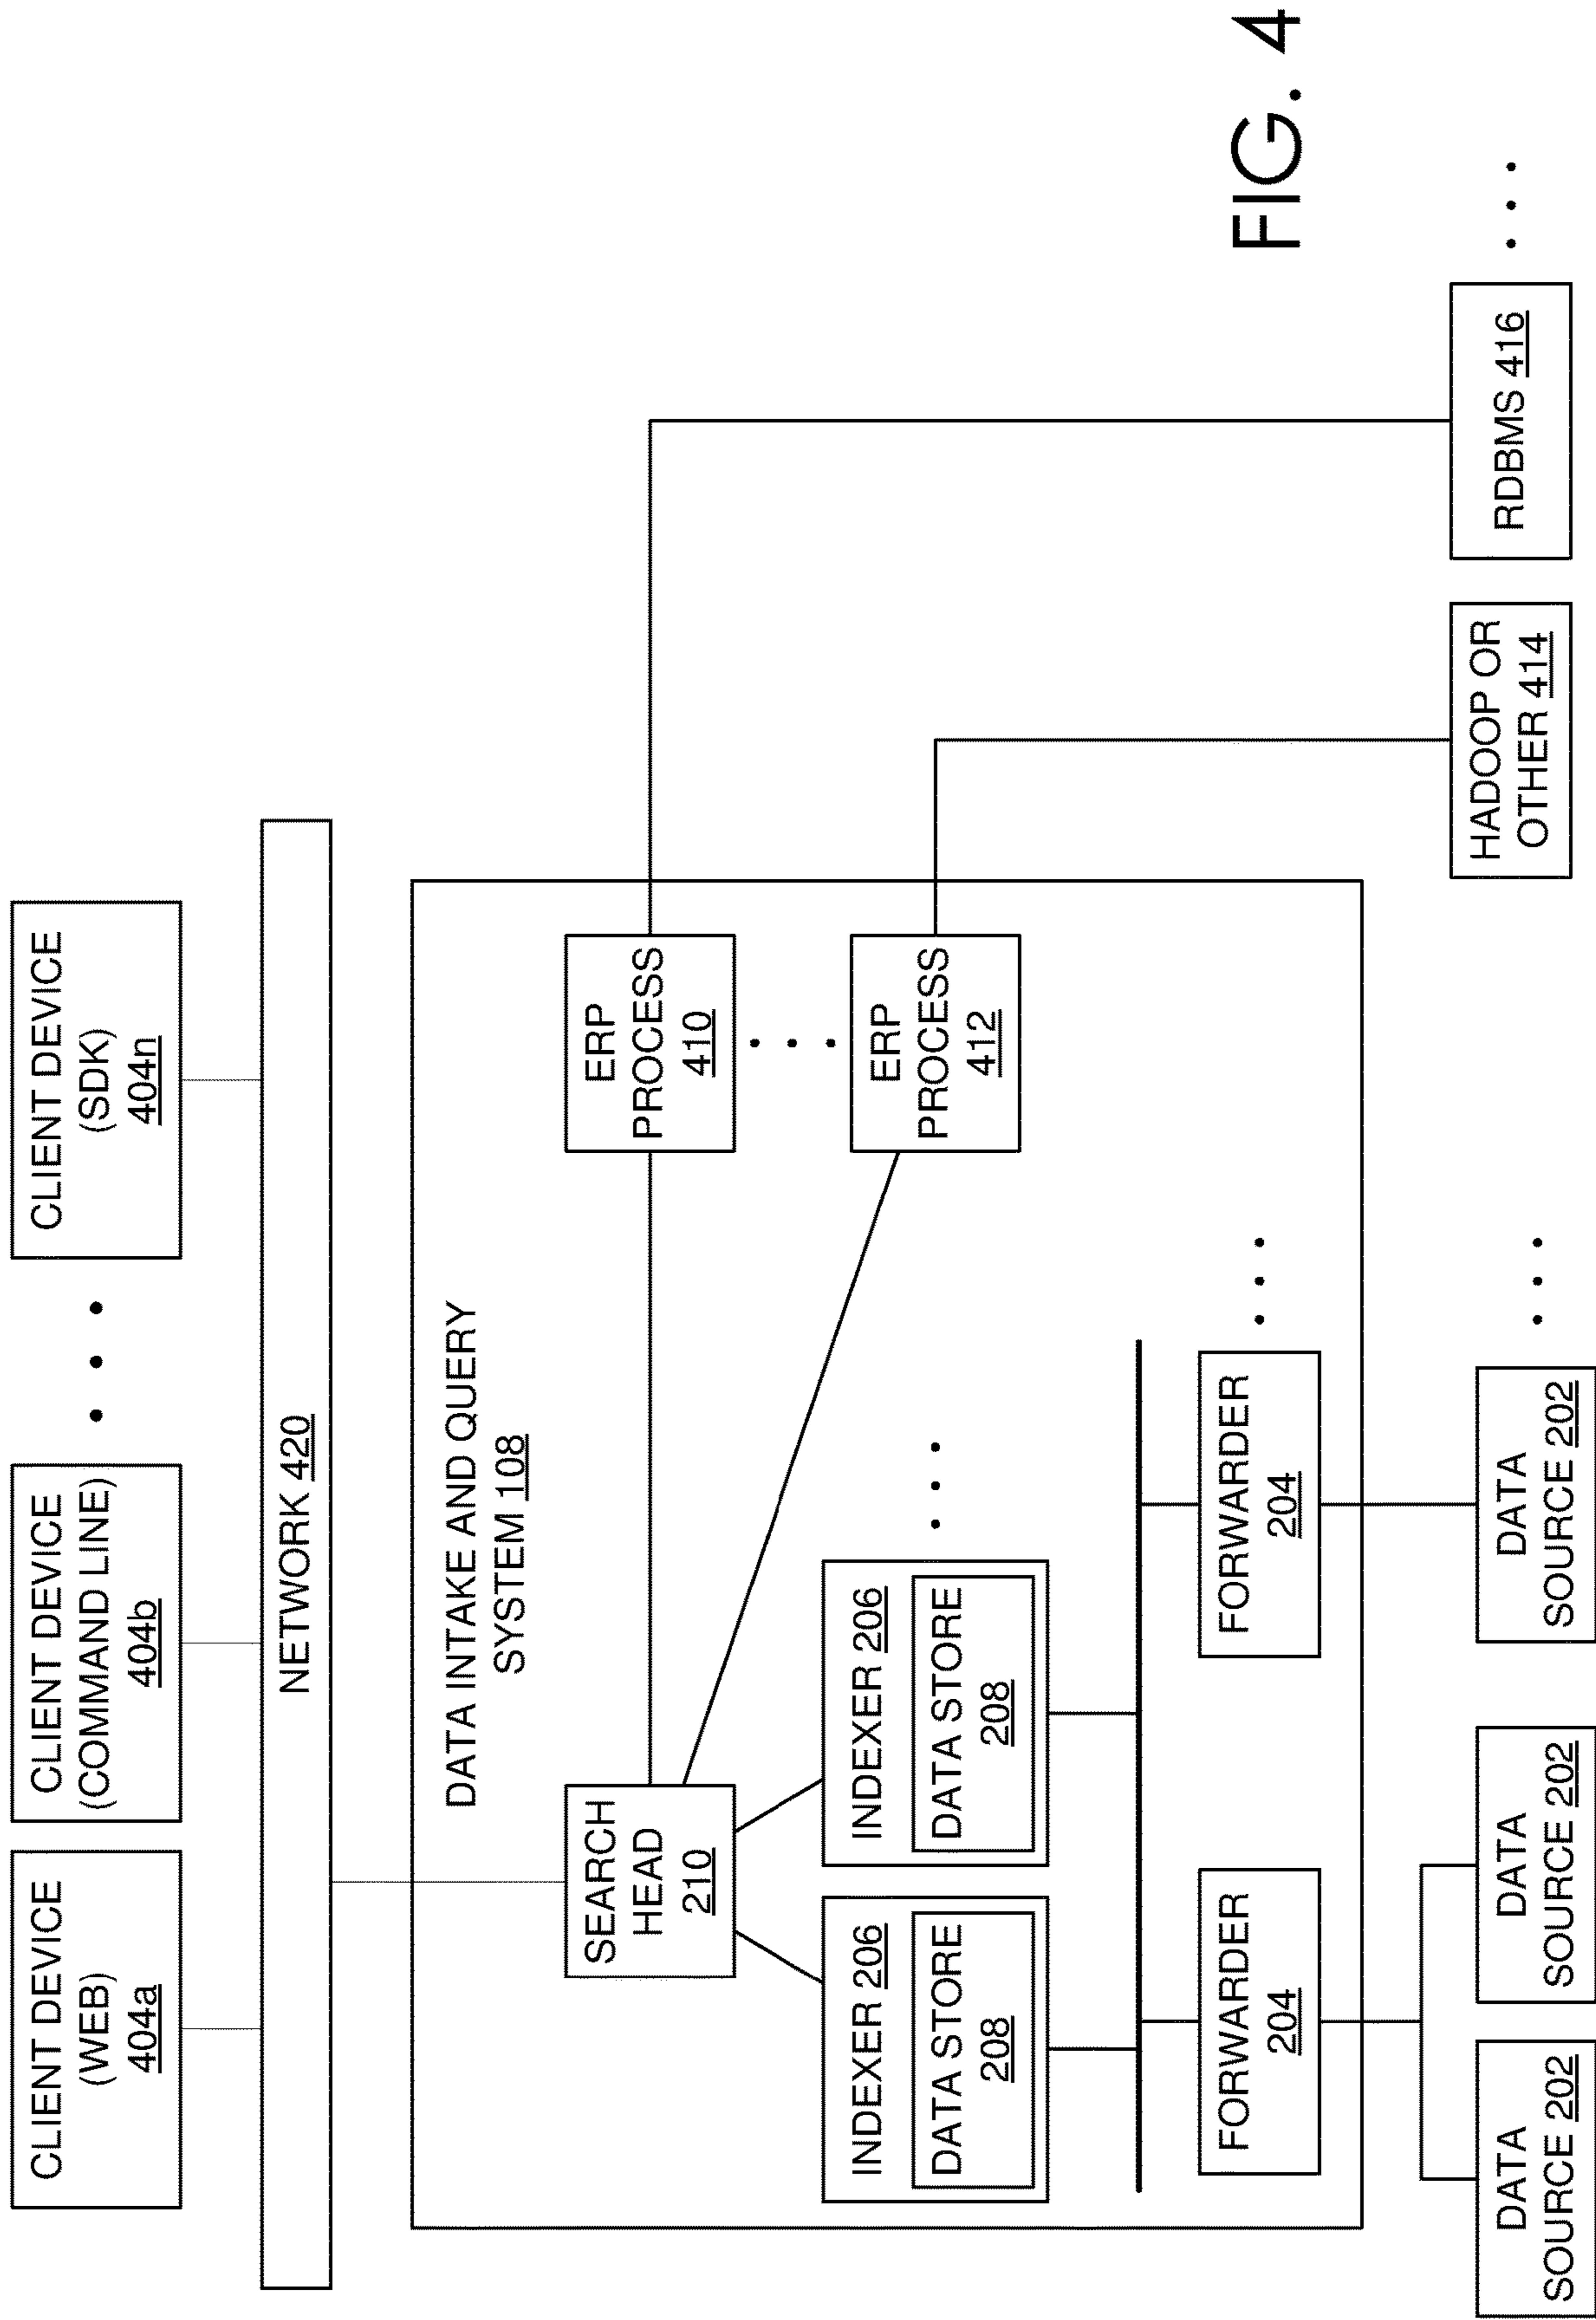 CLIENT DEVICE
(WEB)
404a
CLIENT DEVICE
(COMMAND LINE)
404b
CLIENT DEVICE
(SDK)
404n
NETWORK 420
DATA INTAKE AND QUERY
SYSTEM 108
SEARCH
HEAD
210
ERP
PROCESS
410
ERP
PROCESS
412
INDEXER 206
DATA STORE
208
INDEXER 206
DATA STORE
208
FORWARDER
204
FORWARDER
204
DATA
SOURCE 202
DATA
SOURCE 202
DATA
SOURCE 202
HADOOP OR
OTHER 414
RDBMS 416
FIG. 4